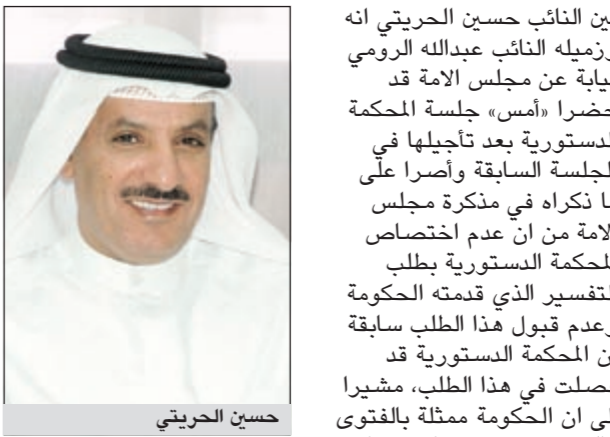 النائب حسين الحريتي انه
وزميله النائب عبدالله الرومي
نيابة عن مجلس الامة قد
حضرا «أمس» جلسة المحكمة
الدستورية بعد تأجيلها في
الجلسة السابقة وأصرا على
ما ذكراه في مذكرة مجلس
الامة من ان عدم اختصاص
المحكمة الدستورية بطلب
التفسير الذي قدمته الحكومة
وعدم قبول هذا الطلب سابقة
المحكمة الدستورية قد
فصلت في هذا الطلب، مشيرا
الى ان الحكومة ممثلة بالفتوى
حسين الحريتي